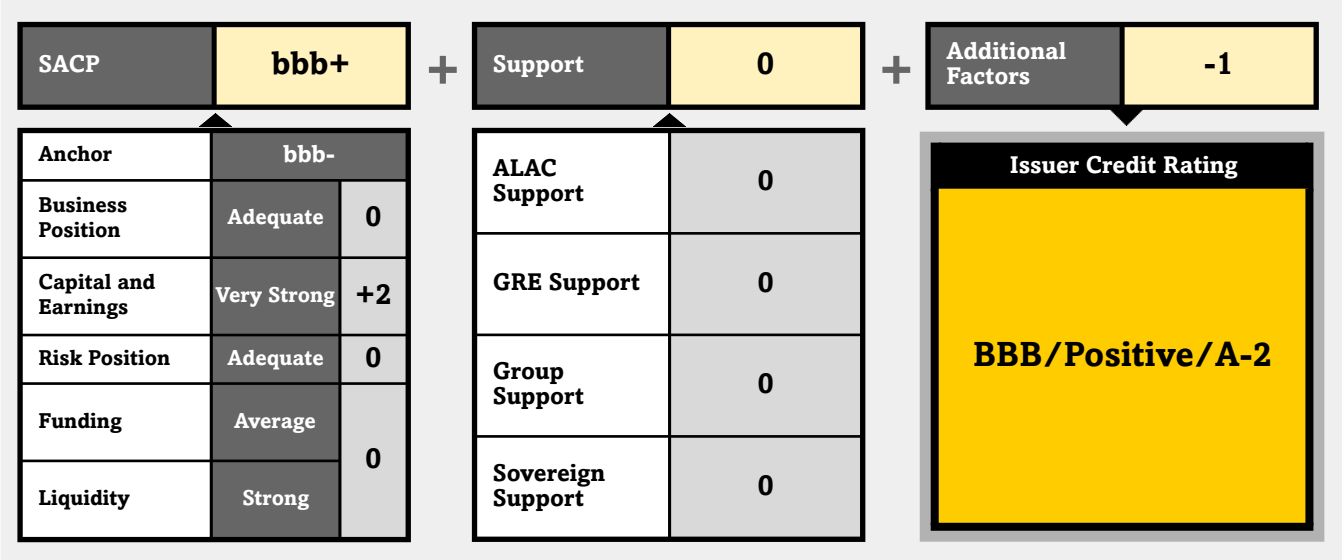 SACP
bbb+
+
Support
0
+
Additional
Factors
-1
Anchor
bbb-
Business
Position
Adequate
0
Capital and
Earnings
Very Strong
+2
Risk Position
Adequate
0
Funding
Average
0
Liquidity
Strong
ALAC
Support
0
GRE Support
0
Group
Support
0
Sovereign
Support
0
Issuer Credit Rating
BBB/Positive/A-2